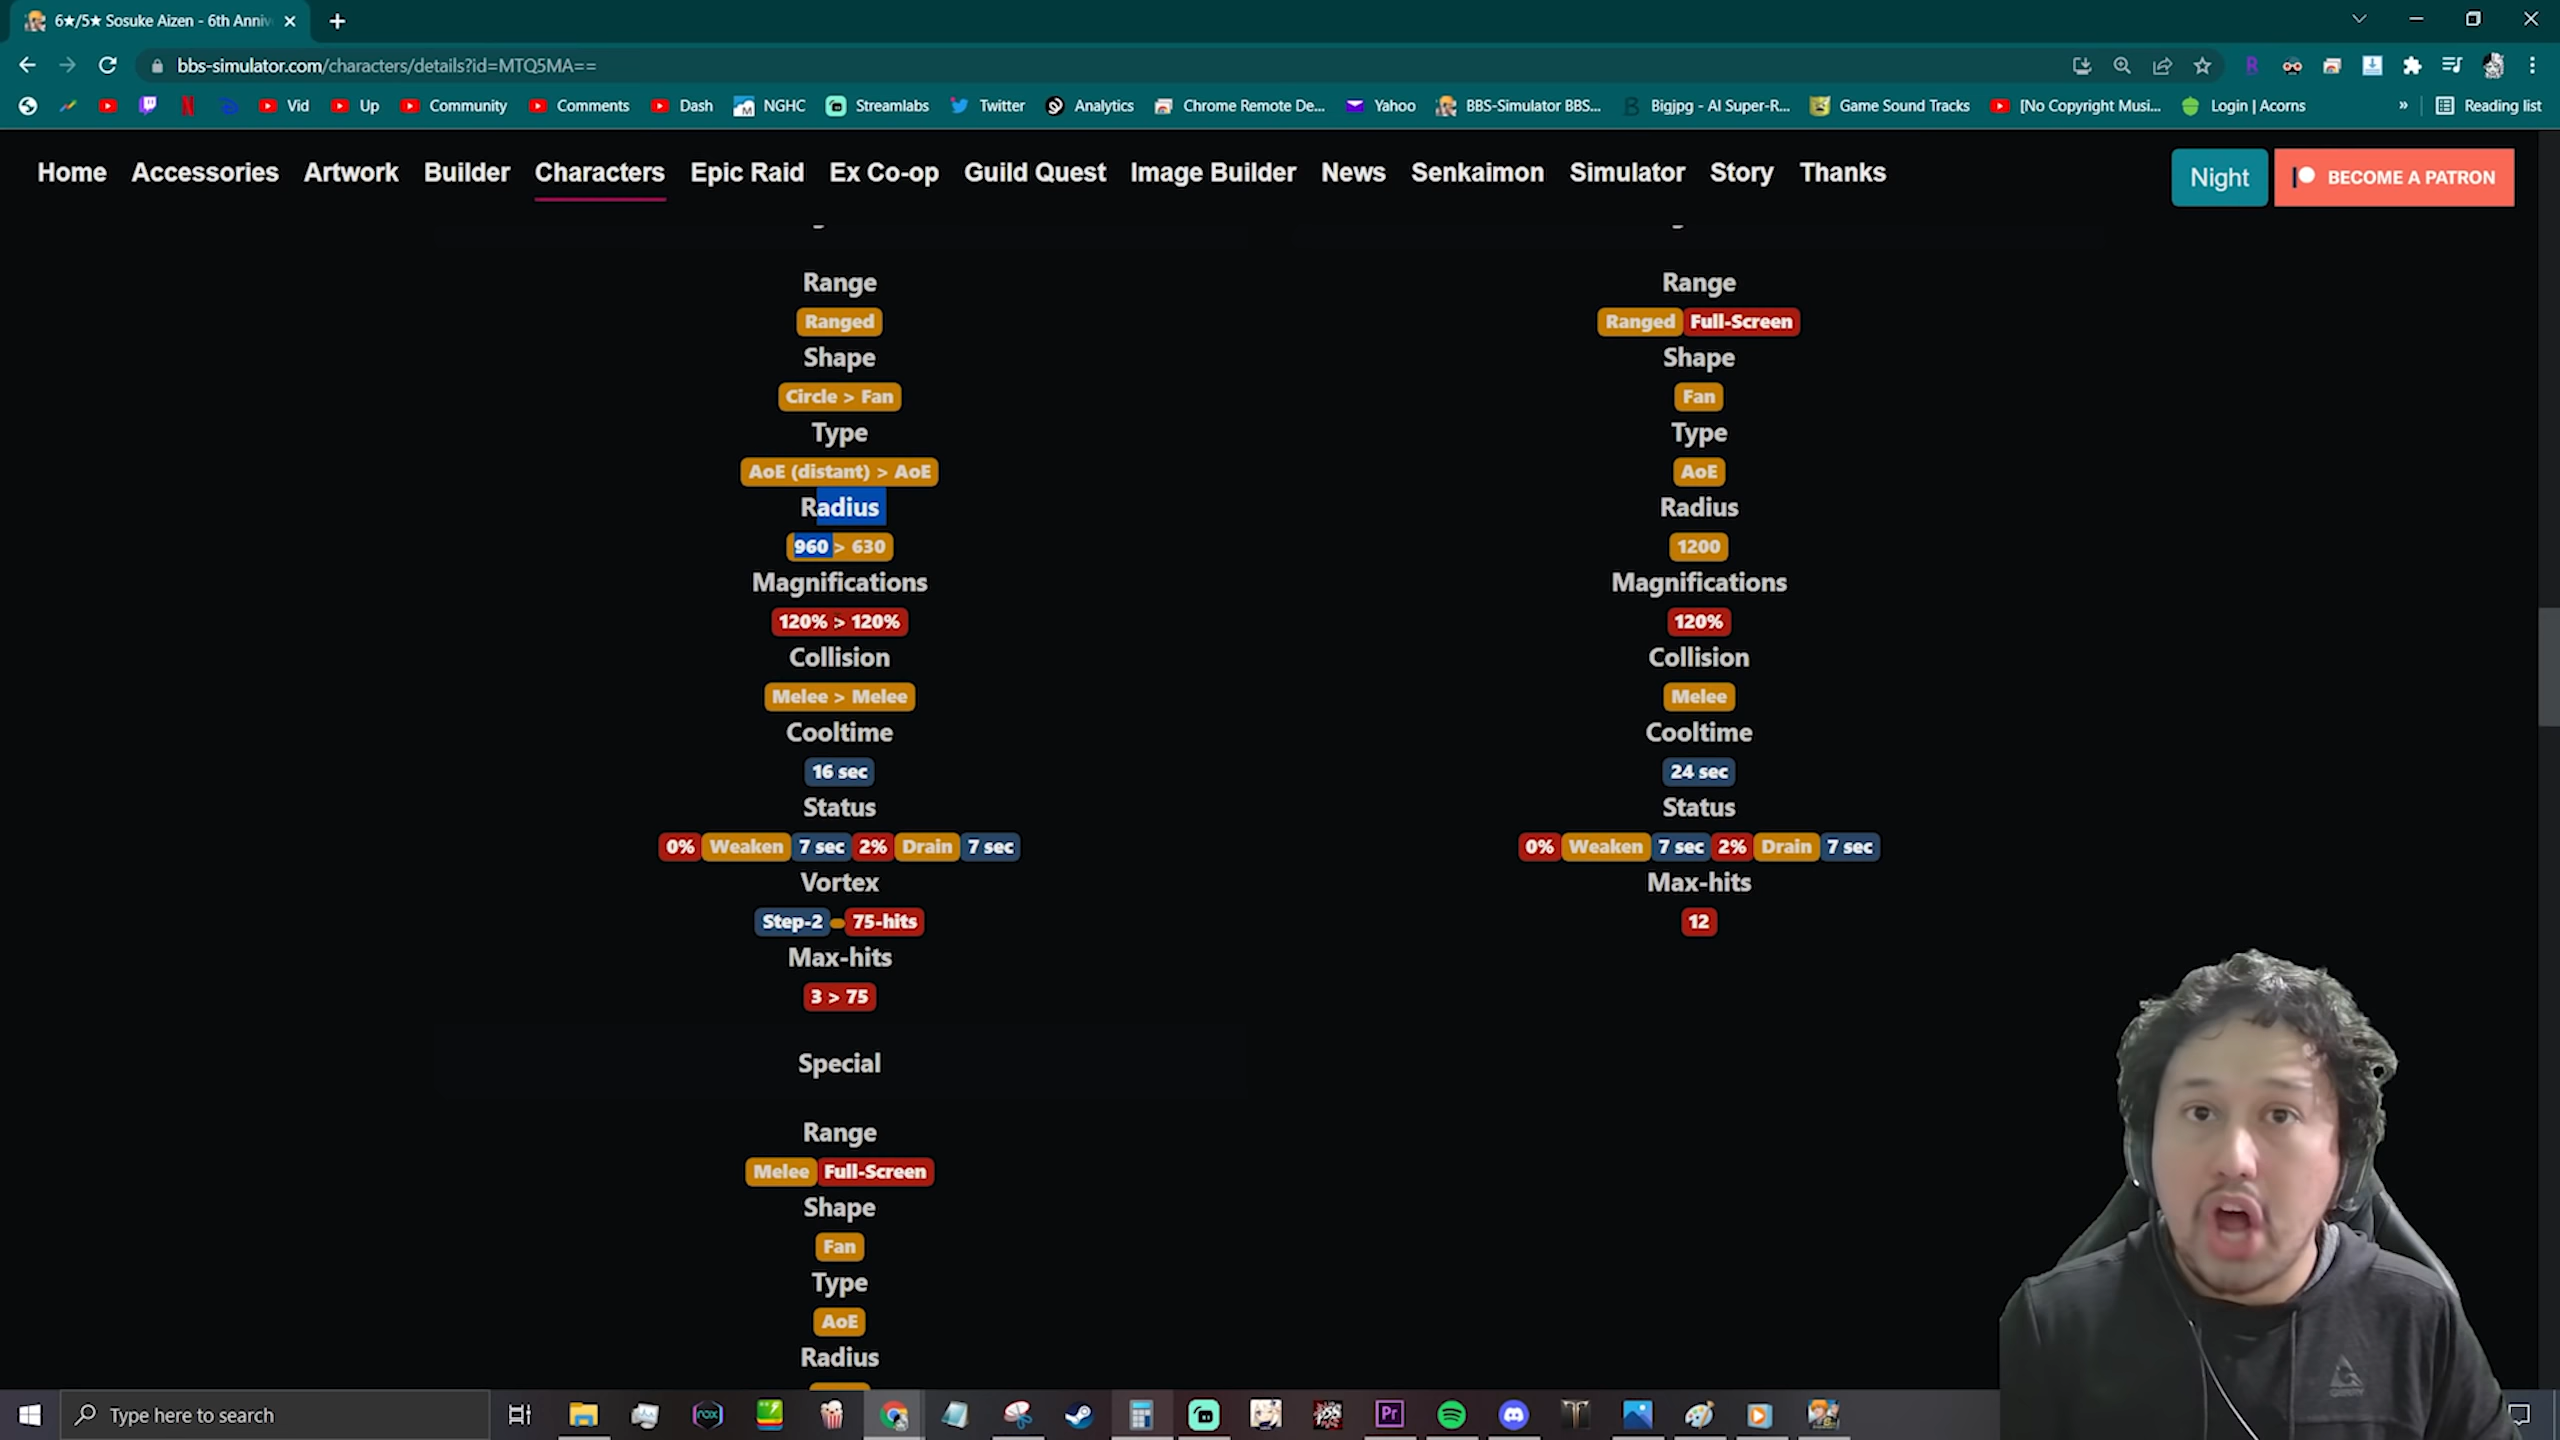 6★/5★ Sosuke Aizen - 6th Anniv
bbs-simulator.com/characters/details?id=MTQ5MA==
Vid
Up
Community
Comments
Dash
NGHC
Streamlabs
Twitter
Analytics
Chrome Remote De...
Yahoo
BBS-Simulator BBS...
Bigjpg - AI Super-R...
Game Sound Tracks
[No Copyright Musi...
Login | Acorns
»
Reading list
Home Accessories Artwork Builder Characters Epic Raid Ex Co-op Guild Quest Image Builder News Senkaimon Simulator Story Thanks
Night
BECOME A PATRON
Range
Ranged
Shape
Circle > Fan
Type
AoE (distant) > AoE
Radius
960 > 630
Magnifications
120% > 120%
Collision
Melee > Melee
Cooltime
16 sec
Status
0% Weaken 7 sec 2% Drain 7 sec
Vortex
Step-2 75-hits
Max-hits
3 > 75
Special
Range
Melee Full-Screen
Shape
Fan
Type
AoE
Radius
Range
Ranged Full-Screen
Shape
Fan
Type
AoE
Radius
1200
Magnifications
120%
Collision
Melee
Cooltime
24 sec
Status
0% Weaken 7 sec 2% Drain 7 sec
Max-hits
12
Type here to search
nox
Pr